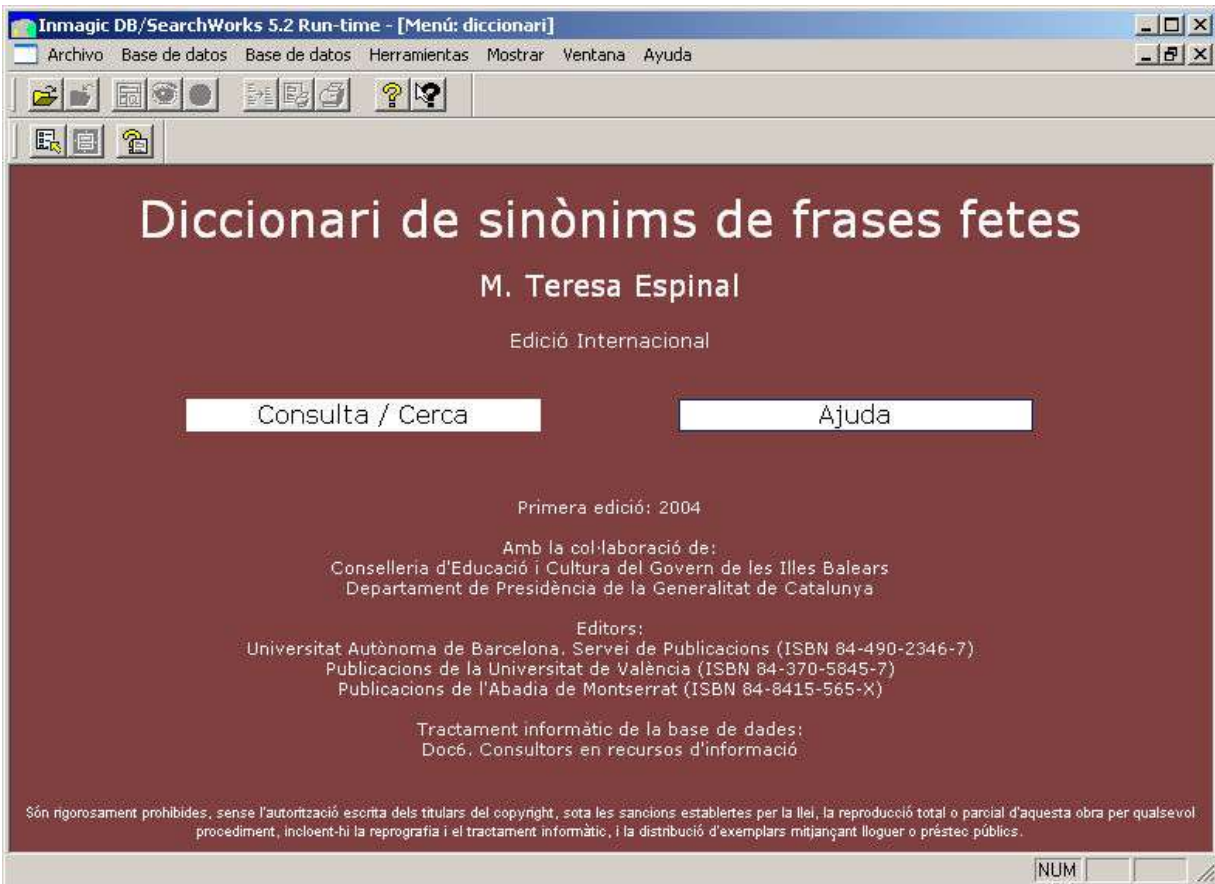 Inmagic DB/SearchWorks 5.2 Run-time - [Menú: diccionari]
Archivo Base de datos Base de datos Herramientas Mostrar Ventana Ayuda
Diccionari de sinònims de frases fetes
M. Teresa Espinal
Edició Internacional
Consulta / Cerca Ajuda
Primera edició: 2004
Amb la col·laboració de:
Conselleria d'Educació i Cultura del Govern de les Illes Balears
Departament de Presidència de la Generalitat de Catalunya
Editors:
Universitat Autònoma de Barcelona. Servei de Publicacions (ISBN 84-490-2346-7)
Publicacions de la Universitat de València (ISBN 84-370-5845-7)
Publicacions de l'Abadia de Montserrat (ISBN 84-8415-565-X)
Tractament informàtic de la base de dades:
Doc6. Consultors en recursos d'informació
Són rigorosament prohibides, sense l'autorització escrita dels titulars del copyright, sota les sancions establertes per la llei, la reproducció total o parcial d'aquesta obra per qualsevol
procediment, incloent-hi la reprografia i el tractament informàtic, i la distribució d'exemplars mitjançant lloguer o préstec públics.
NUM